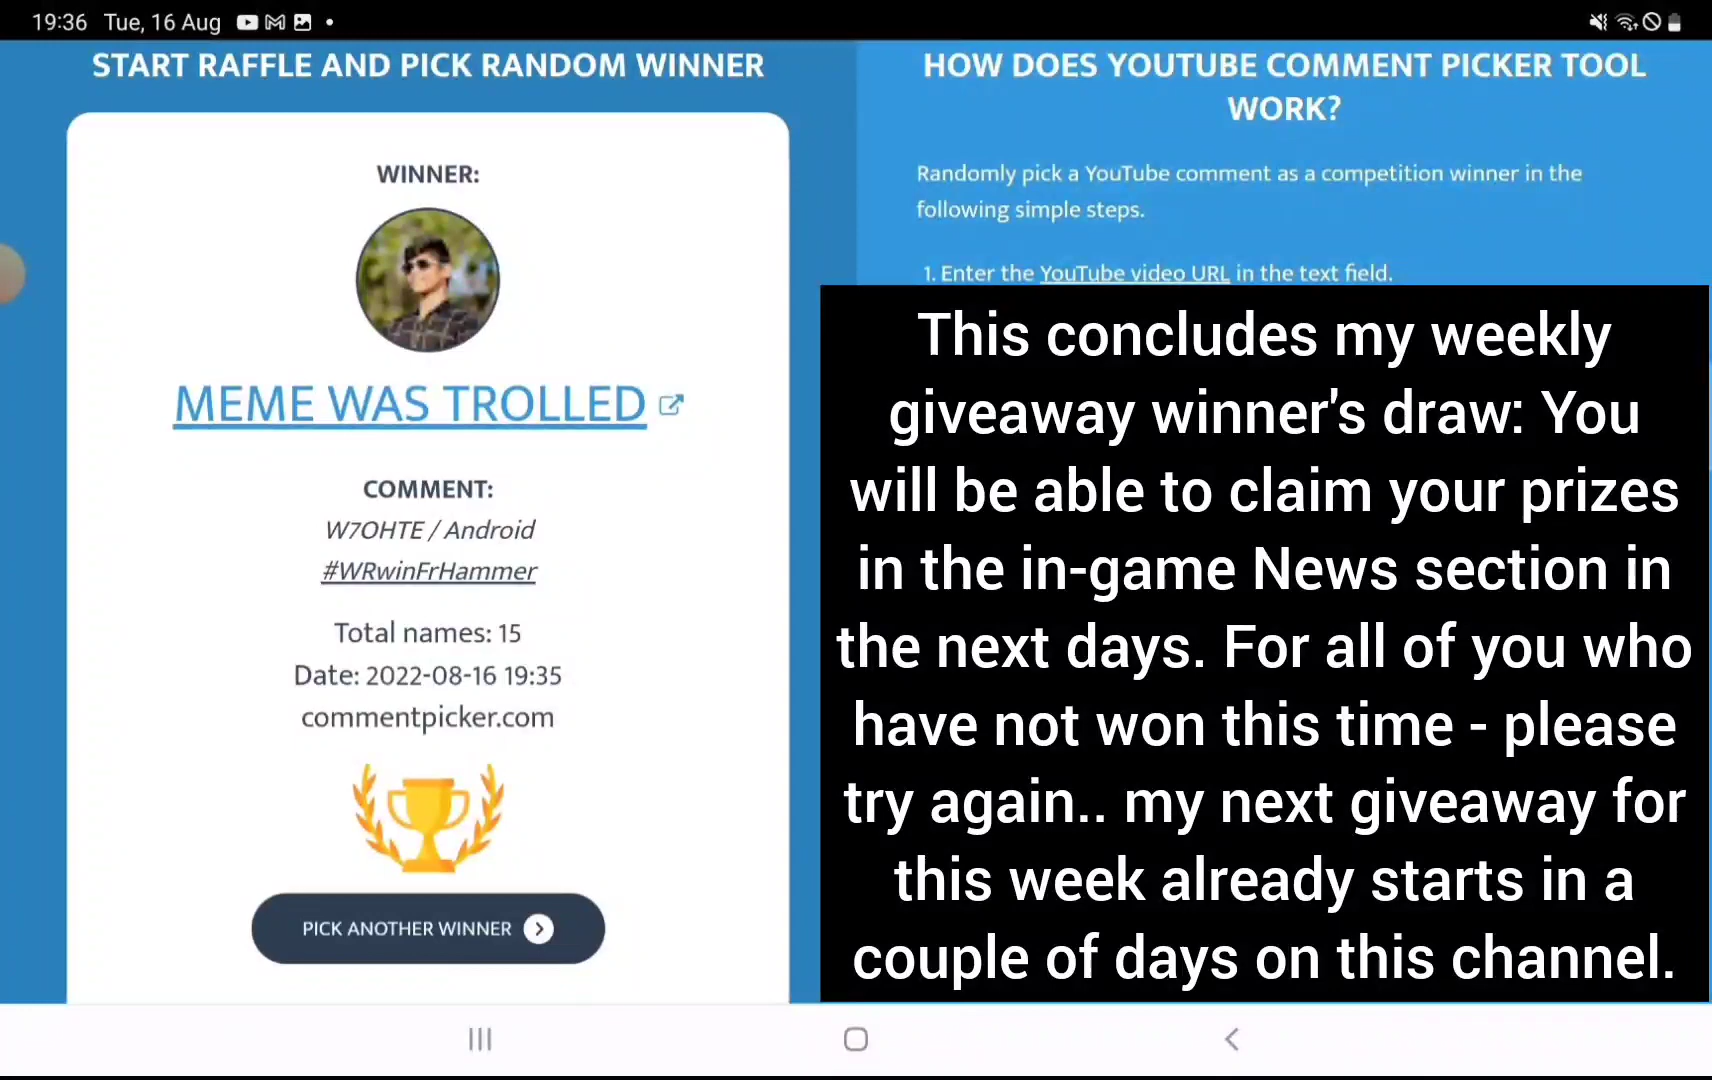 19:36 Tue, 16 Aug
START RAFFLE AND PICK RANDOM WINNER
WINNER:
MEME WAS TROLLED
COMMENT:
W7OHTE / Android
#WRwinFrHammer
Total names: 15
Date: 2022-08-16 19:35
commentpicker.com
PICK ANOTHER WINNER
HOW DOES YOUTUBE COMMENT PICKER TOOL
WORK?
Randomly pick a YouTube comment as a competition winner in the
following simple steps.
1. Enter the YouTube video URL in the text field.
This concludes my weekly
giveaway winner's draw: You
will be able to claim your prizes
in the in-game News section in
the next days. For all of you who
have not won this time - please
try again.. my next giveaway for
this week already starts in a
couple of days on this channel.